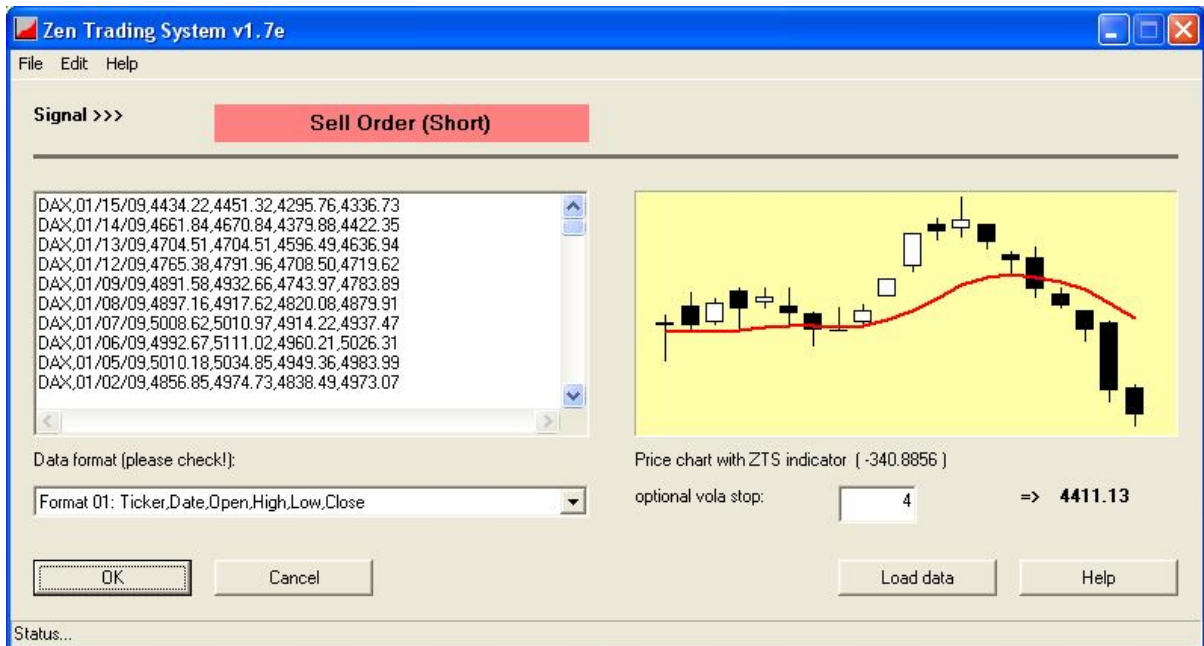 Zen Trading System v1.7e
File Edit Help
Signal >>>
Sell Order (Short)
DAX,01/15/09,4434.22,4451.32,4295.76,4336.73
DAX,01/14/09,4661.84,4670.84,4379.88,4422.35
DAX,01/13/09,4704.51,4704.51,4596.49,4636.94
DAX,01/12/09,4765.38,4791.96,4708.50,4719.62
DAX,01/09/09,4891.58,4932.66,4743.97,4783.89
DAX,01/08/09,4897.16,4917.62,4820.08,4879.91
DAX,01/07/09,5008.62,5010.97,4914.22,4937.47
DAX,01/06/09,4992.67,5111.02,4960.21,5026.31
DAX,01/05/09,5010.18,5034.85,4949.36,4983.99
DAX,01/02/09,4856.85,4974.73,4838.49,4973.07
Data format (please check!):
Format 01: Ticker,Date,Open,High,Low,Close
Price chart with ZTS indicator ( -340.8856 )
optional vola stop: 4 => 4411.13
OK Cancel Load data Help
Status...